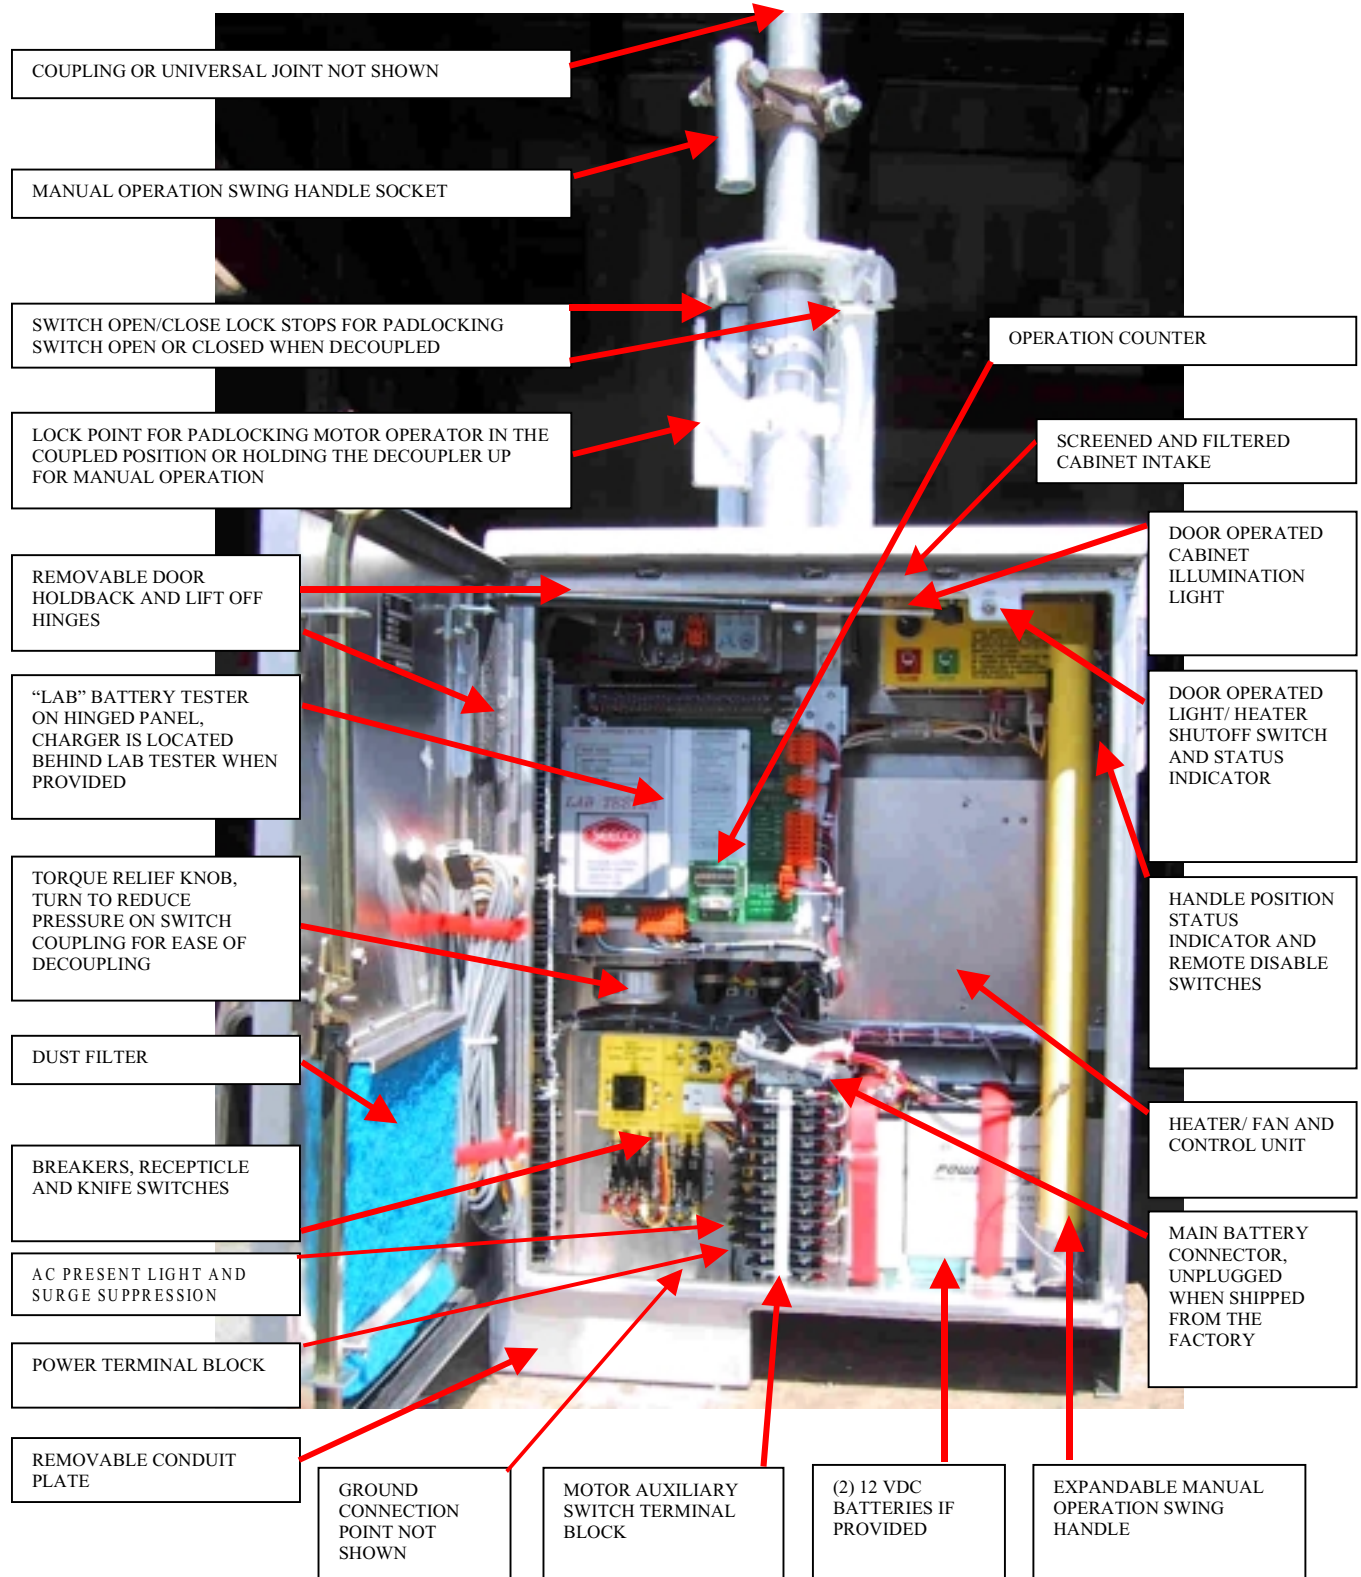 COUPLING OR UNIVERSAL JOINT NOT SHOWN
MANUAL OPERATION SWING HANDLE SOCKET
SWITCH OPEN/CLOSE LOCK STOPS FOR PADLOCKING
SWITCH OPEN OR CLOSED WHEN DECOUPLED
OPERATION COUNTER
LOCK POINT FOR PADLOCKING MOTOR OPERATOR IN THE
COUPLED POSITION OR HOLDING THE DECOUPLER UP
FOR MANUAL OPERATION
SCREENED AND FILTERED
CABINET INTAKE
DOOR OPERATED
CABINET
ILLUMINATION
LIGHT
REMOVABLE DOOR
HOLDBACK AND LIFT OFF
HINGES
"LAB" BATTERY TESTER
ON HINGED PANEL,
CHARGER IS LOCATED
BEHIND LAB TESTER WHEN
PROVIDED
DOOR OPERATED
LIGHT/ HEATER
SHUTOFF SWITCH
AND STATUS
INDICATOR
LAB TESTER
TORQUE RELIEF KNOB,
TURN TO REDUCE
PRESSURE ON SWITCH
COUPLING FOR EASE OF
DECOUPLING
HANDLE POSITION
STATUS
INDICATOR AND
REMOTE DISABLE
SWITCHES
DUST FILTER
HEATER/ FAN AND
CONTROL UNIT
BREAKERS, RECEPTICLE
AND KNIFE SWITCHES
MAIN BATTERY
CONNECTOR,
UNPLUGGED
WHEN SHIPPED
FROM THE
FACTORY
AC PRESENT LIGHT AND
SURGE SUPPRESSION
POWER TERMINAL BLOCK
REMOVABLE CONDUIT
PLATE
GROUND
CONNECTION
POINT NOT
SHOWN
MOTOR AUXILIARY
SWITCH TERMINAL
BLOCK
(2) 12 VDC
BATTERIES IF
PROVIDED
EXPANDABLE MANUAL
OPERATION SWING
HANDLE